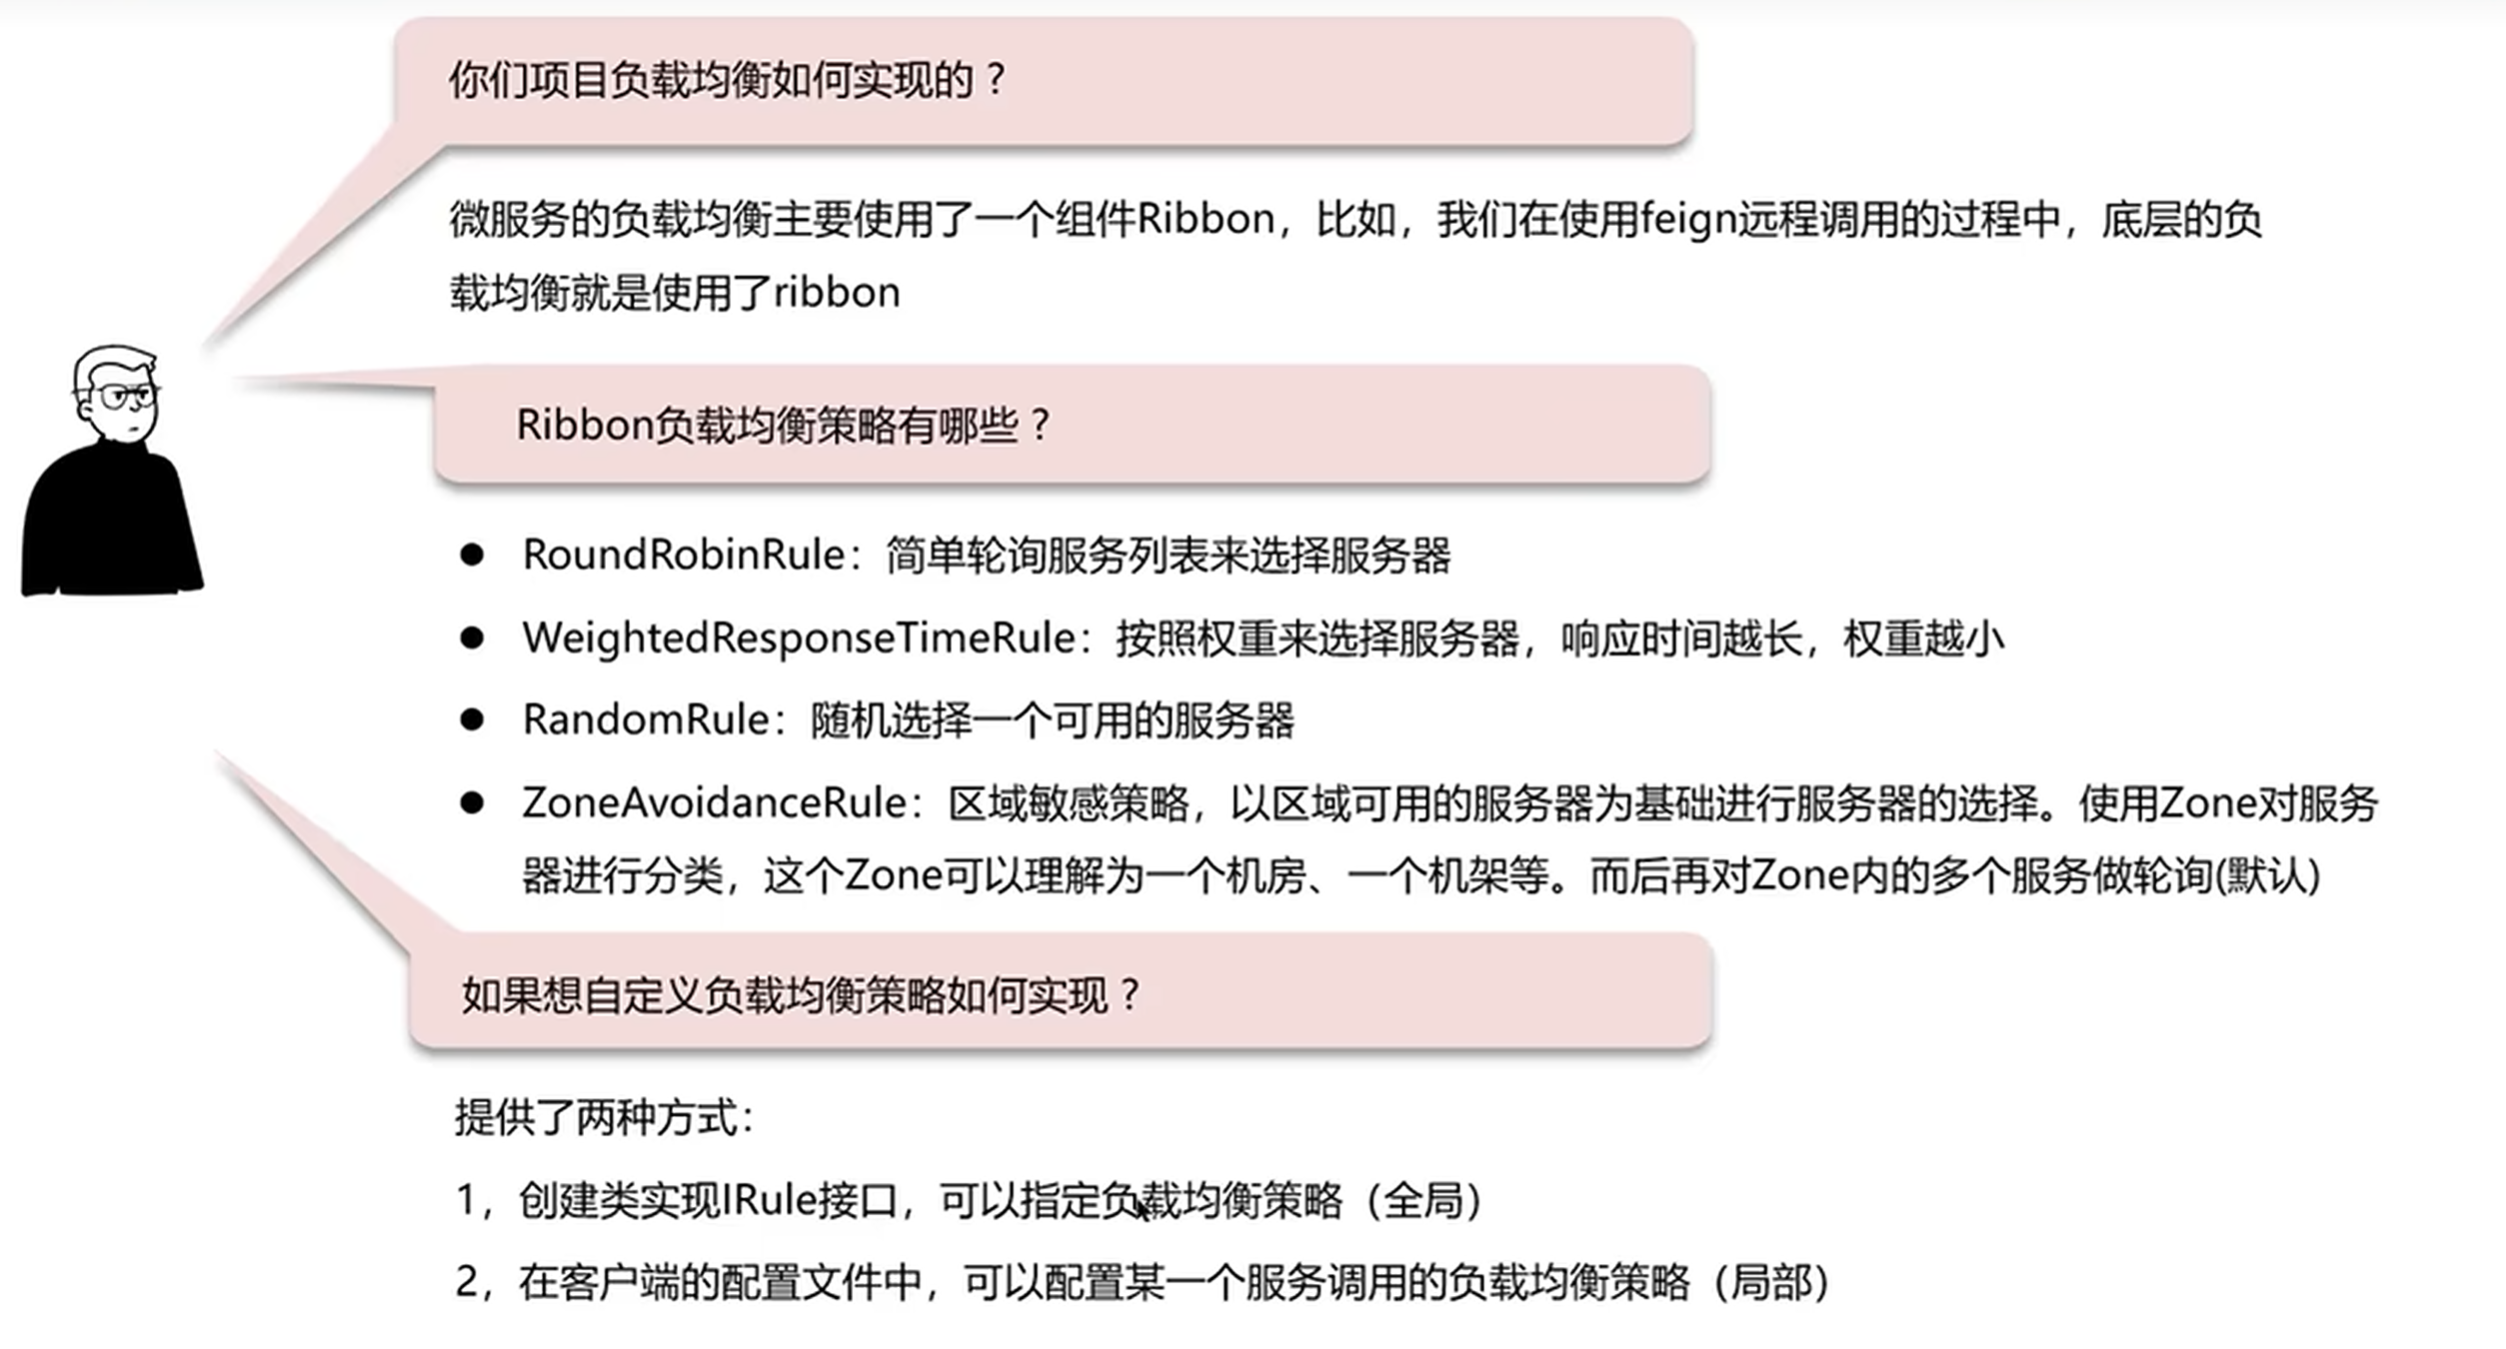 你们项目负载均衡如何实现的？
微服务的负载均衡主要使用了一个组件Ribbon，比如，我们在使用feign远程调用的过程中，底层的负
载均衡就是使用了ribbon
Ribbon负载均衡策略有哪些？
● RoundRobinRule：简单轮询服务列表来选择服务器
● WeightedResponseTimeRule：按照权重来选择服务器，响应时间越长，权重越小
● RandomRule：随机选择一个可用的服务器
● ZoneAvoidanceRule：区域敏感策略，以区域可用的服务器为基础进行服务器的选择。使用Zone对服务
器进行分类，这个Zone可以理解为一个机房、一个机架等。而后再对Zone内的多个服务做轮询(默认)
如果想自定义负载均衡策略如何实现？
提供了两种方式：
1，创建类实现IRule接口，可以指定负载均衡策略（全局）
2，在客户端的配置文件中，可以配置某一个服务调用的负载均衡策略（局部）